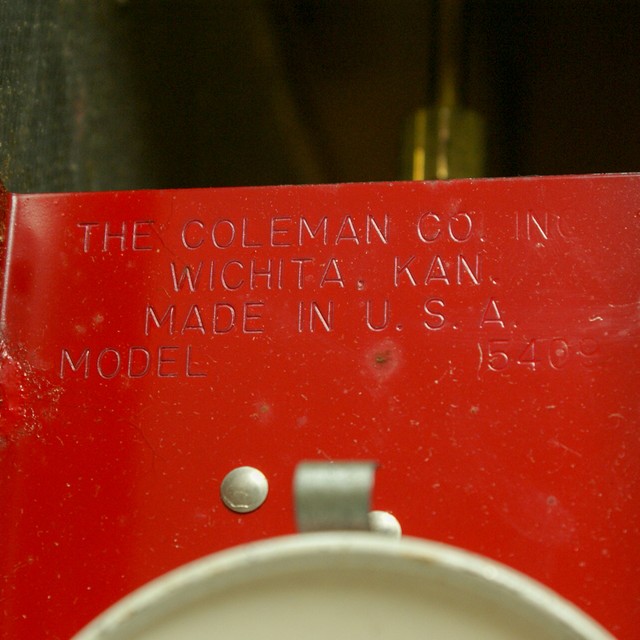 THE COLEMAN CO. INC
WICHITA, KAN.
MADE IN U. S. A.
MODEL